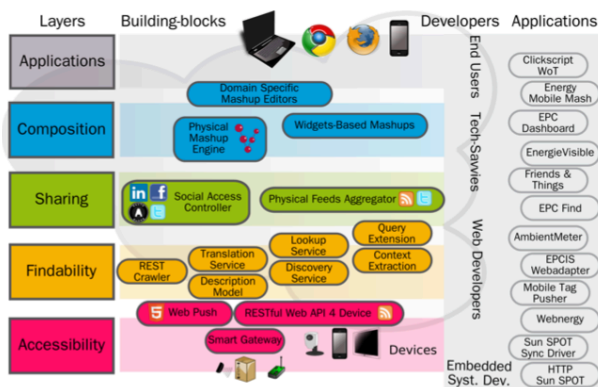 Layers
Building-blocks
Developers
Applications
Applications
Composition
Sharing
Findability
Accessibility
Domain Specific
Mashup Editors
Physical
Mashup
Engine
Widgets-Based Mashups
in f
Social Access
Controller
A
Physical Feeds Aggregator
REST
Crawler
Translation
Service
Description
Model
Lookup
Service
Discovery
Service
Query
Extension
Context
Extraction
5 Web Push
RESTful Web API 4 Device
Smart Gateway
Devices
End Users
Tech-Savvies
Web Developers
Embedded
Syst. Dev.
Clickscript
WoT
Energy
Mobile Mash
EPC
Dashboard
EnergieVisible
Friends &
Things
EPC Find
AmbientMeter
EPCIS
Webadapter
Mobile Tag
Pusher
Webnergy
Sun SPOT
Sync Driver
HTTP
Sun SPOT